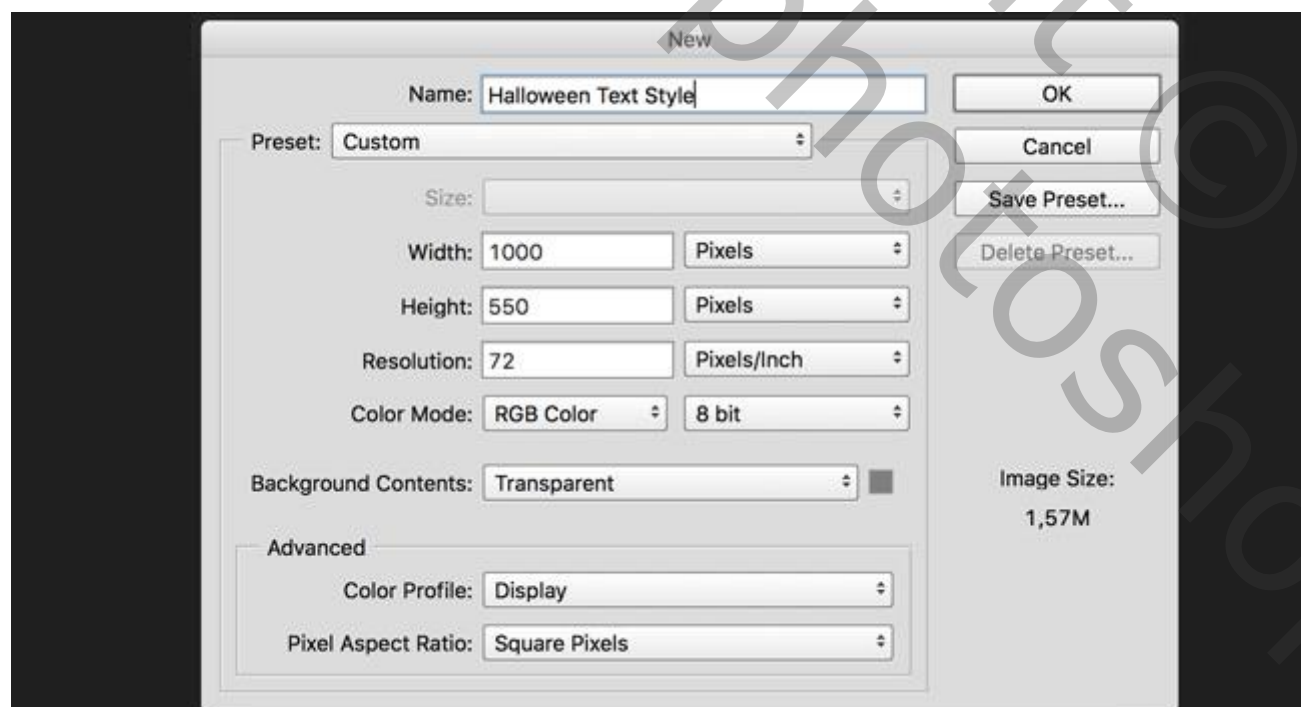 New
Name: Halloween Text Style
OK
Preset: Custom
Cancel
Size:
Save Preset...
Width: 1000 Pixels
Delete Preset...
Height: 550 Pixels
Resolution: 72 Pixels/Inch
Color Mode: RGB Color 8 bit
Background Contents: Transparent
Image Size:
1,57M
Advanced
Color Profile: Display
Pixel Aspect Ratio: Square Pixels
©
Photosho